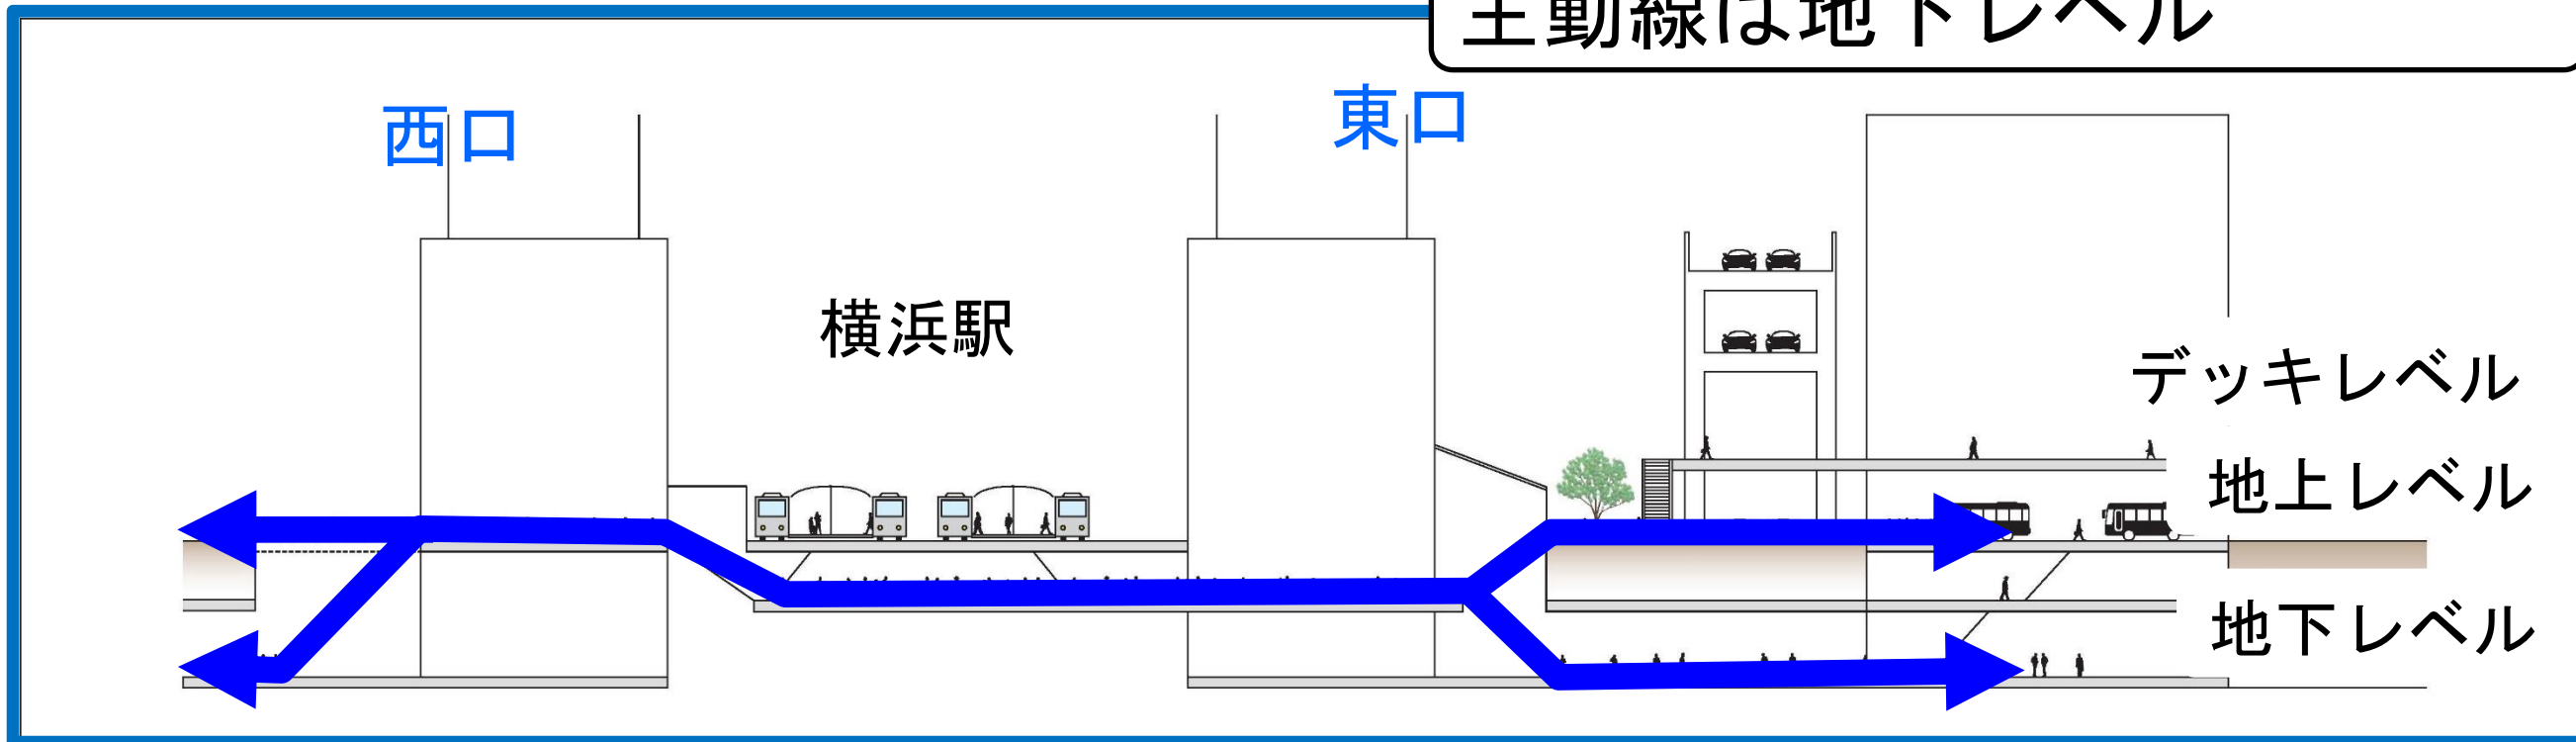 主動線は地下レベル
西口
東口
横浜駅
デッキレベル
地上レベル
地下レベル